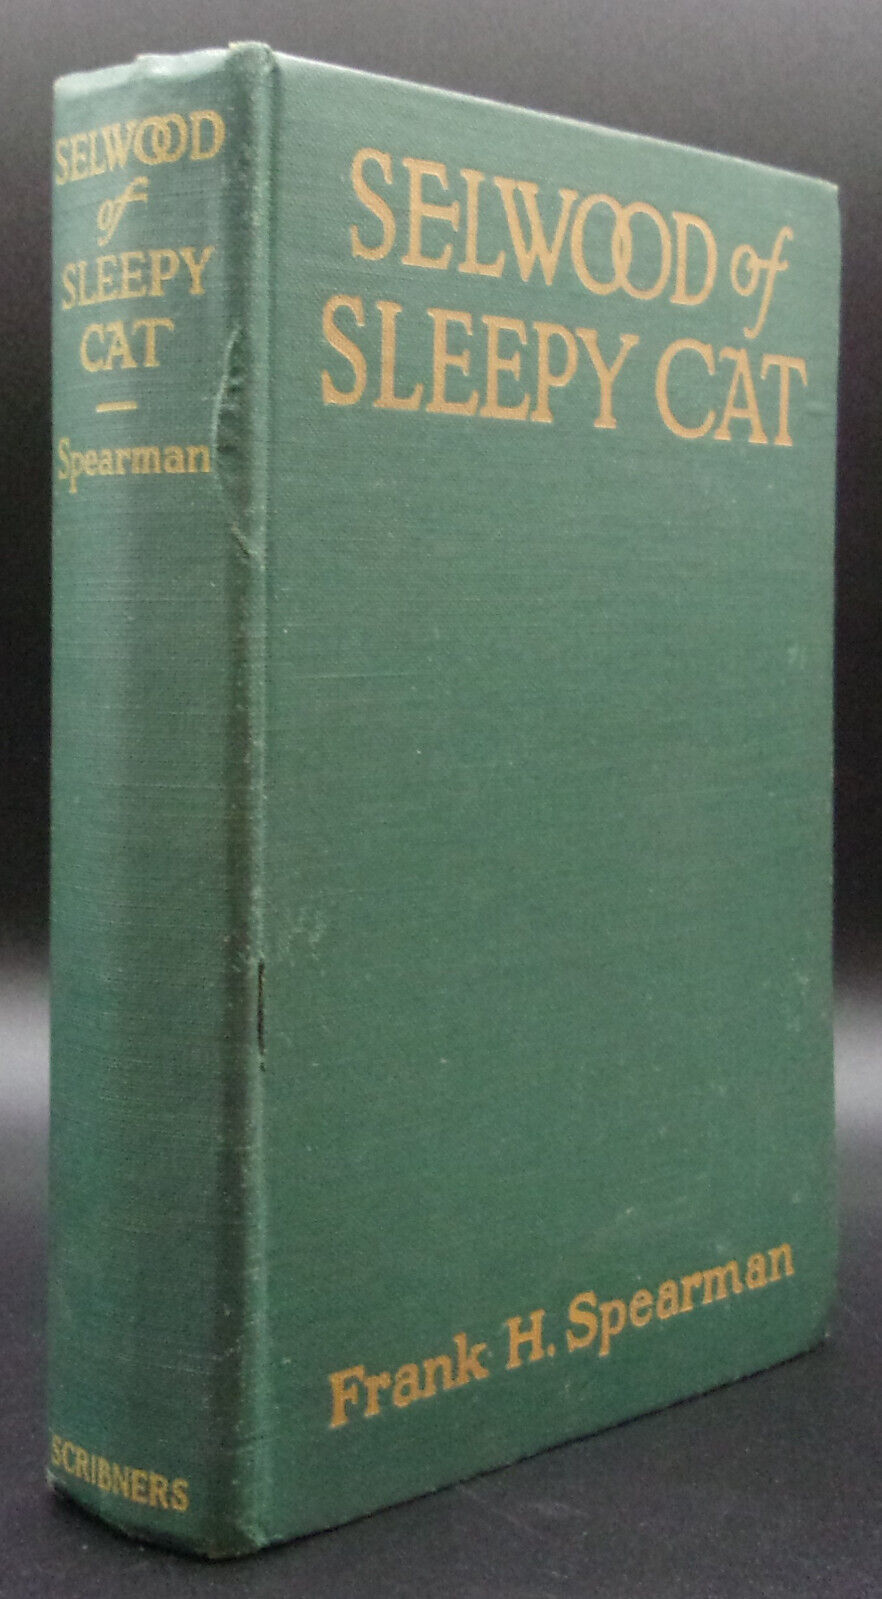 SELWOOD
of
SLEEPY
CAT
Spearman
SCRIBNERS
SELWOOD of
SLEEPY CAT
Frank H. Spearman